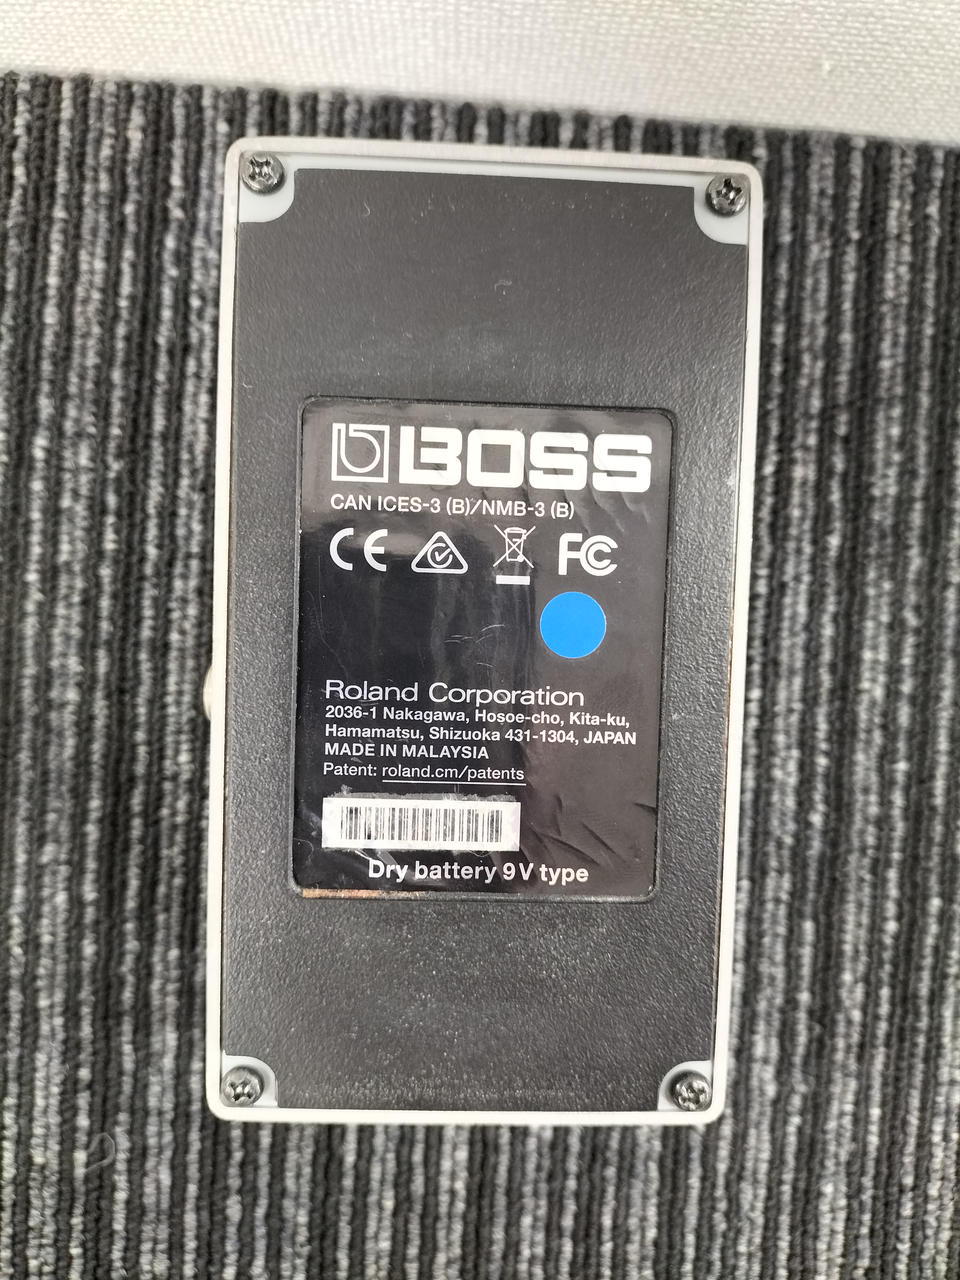 BOSS
CAN ICES-3 (B)/NMB-3 (B)
CE FC
Roland Corporation
2036-1 Nakagawa, Hosoe-cho, Kita-ku,
Hamamatsu, Shizuoka 431-1304, JAPAN
MADE IN MALAYSIA
Patent: roland.cm/patents
Dry battery 9V type